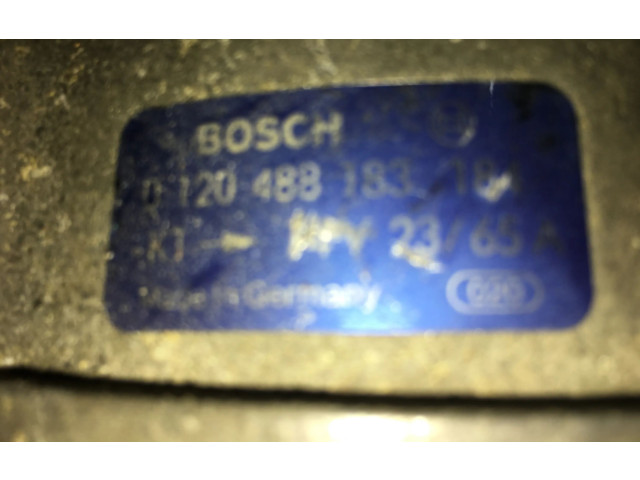 BOSCH
0 120 488 183
K1 → 23/65 A
Made in Germany